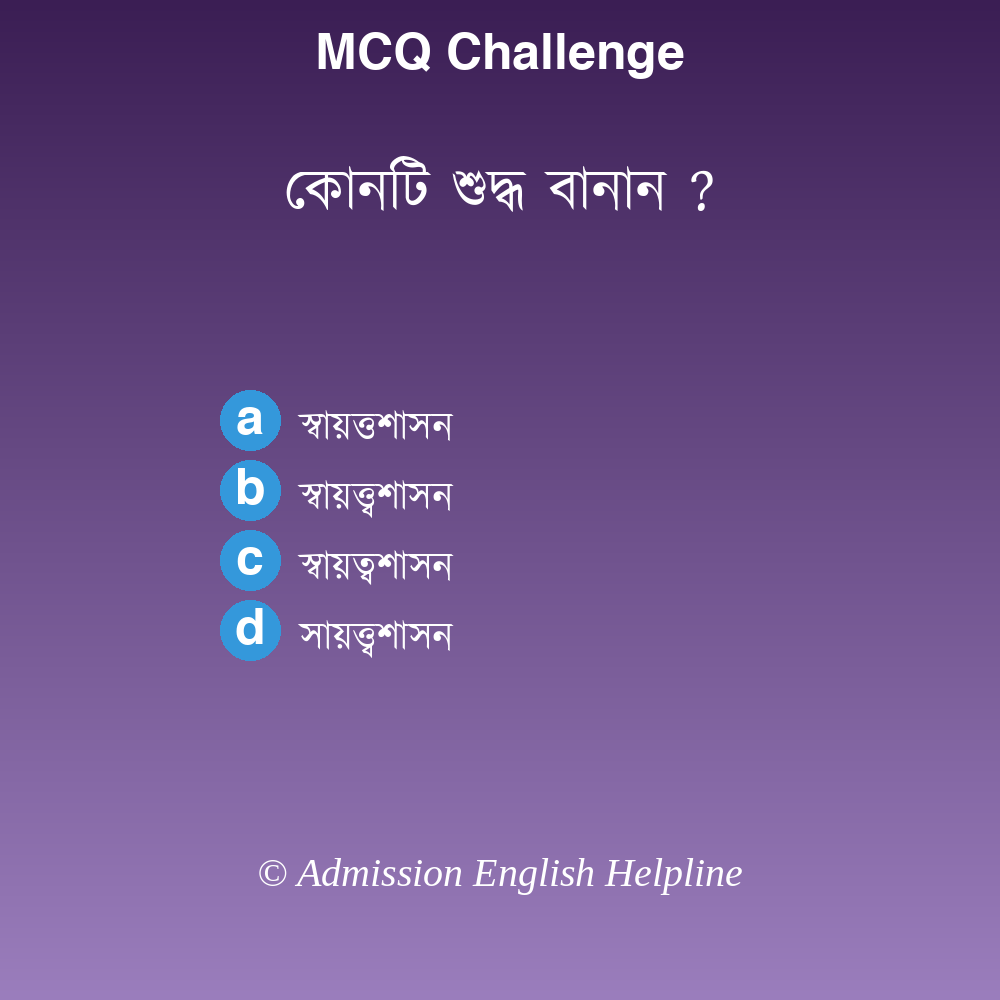 MCQ Challenge
কোনটি শুদ্ধ বানান ?
a স্বায়ত্তশাসন
b স্বায়ত্ত্বশাসন
c স্বায়ত্বশাসন
d সায়ত্ত্বশাসন
© Admission English Helpline